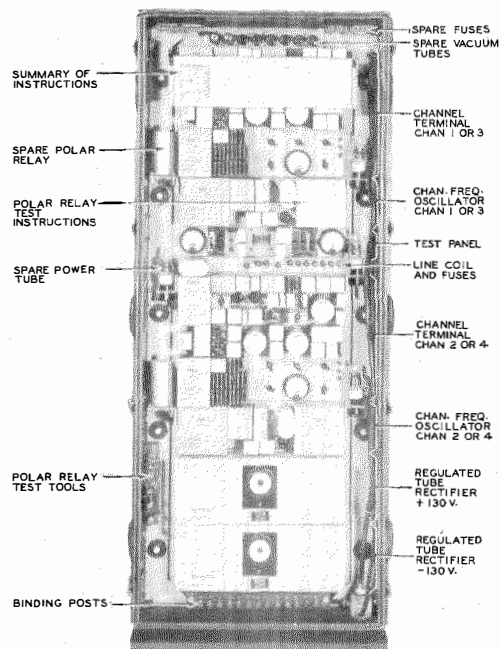 SPARE FUSES
SPARE VACUUM
TUBES
SUMMARY OF
INSTRUCTIONS
CHANNEL
TERMINAL
CHAN 1 OR 3
SPARE POLAR
RELAY
POLAR RELAY
TEST
INSTRUCTIONS
CHAN. FREQ.
OSCILLATOR
CHAN 1 OR 3
TEST PANEL
SPARE POWER
TUBE
LINE COIL
AND FUSES
CHANNEL
TERMINAL
CHAN 2 OR 4
CHAN. FREQ.
OSCILLATOR
CHAN 2 OR 4
POLAR RELAY
TEST TOOLS
REGULATED
TUBE
RECTIFIER
+130 V.
REGULATED
TUBE
RECTIFIER
-130 V.
BINDING POSTS